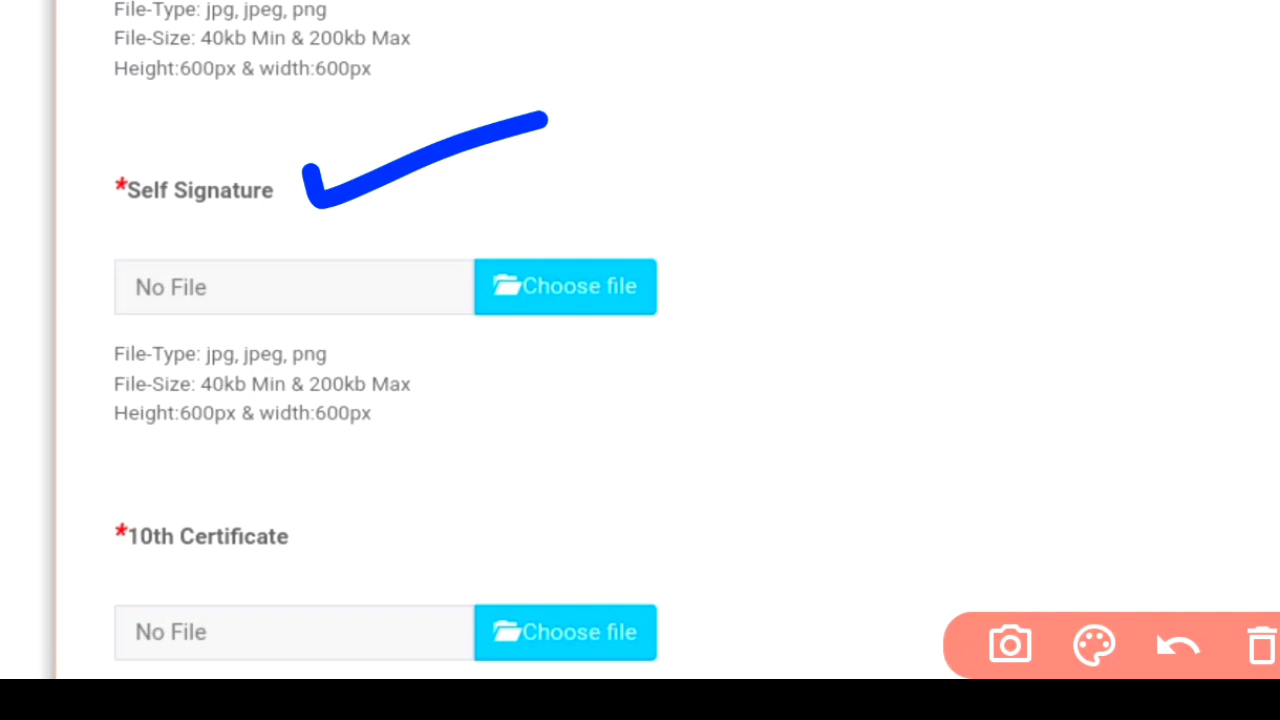 File-Type: jpg, jpeg, png
File-Size: 40kb Min & 200kb Max
Height:600px & width:600px
*Self Signature
No File
Choose file
File-Type: jpg, jpeg, png
File-Size: 40kb Min & 200kb Max
Height:600px & width:600px
*10th Certificate
No File
Choose file